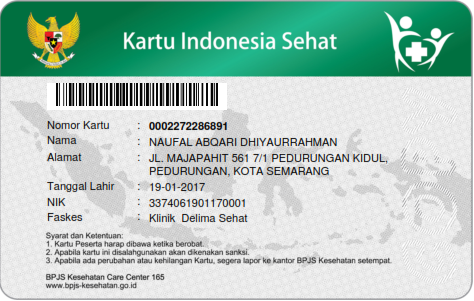 Kartu Indonesia Sehat
Nomor Kartu : 0002272286891
Nama : NAUFAL ABQARI DHIYAURRAHMAN
Alamat : JL. MAJAPAHIT 561 7/1 PEDURUNGAN KIDUL,
PEDURUNGAN, KOTA SEMARANG
Tanggal Lahir : 19-01-2017
NIK : 3374061901170001
Faskes : Klinik Delima Sehat
Syarat dan Ketentuan:
1. Kartu Peserta harap dibawa ketika berobat.
2. Apabila kartu ini disalahgunakan akan dikenakan sanksi.
3. Apabila ada perubahan atau kehilangan Kartu, segera lapor ke kantor BPJS Kesehatan setempat.
BPJS Kesehatan Care Center 165
www.bpjs-kesehatan.go.id